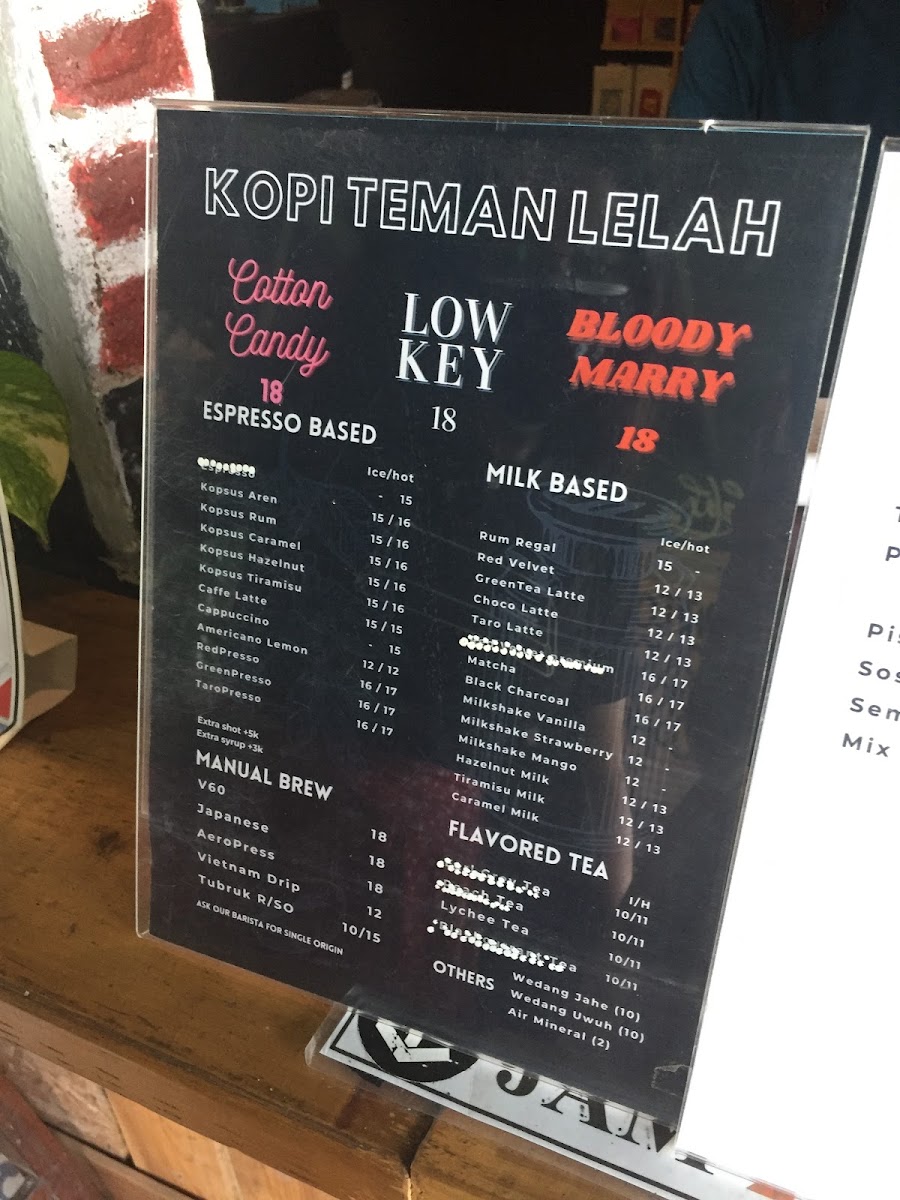 KOPI TEMAN LELAH
Cotton
Candy
18
LOW
KEY
18
BLOODY
MARRY
18
ESPRESSO BASED
Ice/hot
Espresso - 15
Kopsus Aren 15 / 16
Kopsus Rum 15 / 16
Kopsus Caramel 15 / 16
Kopsus Hazelnut 15 / 16
Kopsus Tiramisu 15 / 16
Caffe Latte 15 / 15
Cappuccino - 15
Americano Lemon 12 / 12
RedPresso 16 / 17
GreenPresso 16 / 17
TaroPresso 16 / 17
Extra shot +5k
Extra syrup +3k
MANUAL BREW
V60 18
Japanese 18
AeroPress 18
Vietnam Drip 12
Tubruk R/SO 10/15
ASK OUR BARISTA FOR SINGLE ORIGIN
MILK BASED
Ice/hot
Rum Regal 15 -
Red Velvet 12 / 13
GreenTea Latte 12 / 13
Choco Latte 12 / 13
Taro Latte 12 / 13
16 / 17
Matcha 16 / 17
Black Charcoal 16 / 17
Milkshake Vanilla 12 -
Milkshake Strawberry 12 -
Milkshake Mango 12 -
Hazelnut Milk 12 / 13
Tiramisu Milk 12 / 13
Caramel Milk 12 / 13
FLAVORED TEA
I/H
Grey Tea 10/11
Peach Tea 10/11
Lychee Tea 10/11
Tea 10/11
OTHERS
Wedang Jahe (10)
Wedang Uwuh (10)
Air Mineral (2)
Mix